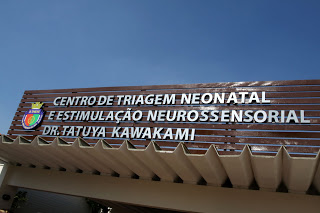 CENTRO DE TRIAGEM NEONATAL
E ESTIMULAÇÃO NEUROSSENSORIAL
DR. TATUYA KAWAKAMI